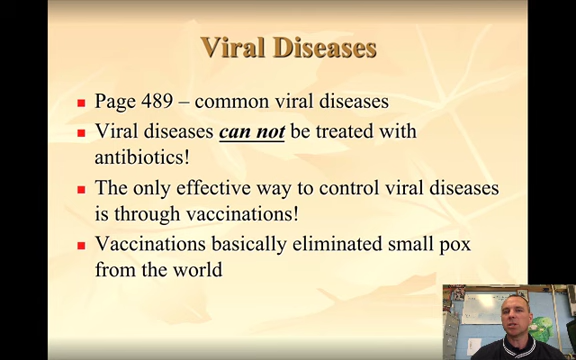 Viral Diseases
Page 489 – common viral diseases
Viral diseases can not be treated with
antibiotics!
The only effective way to control viral diseases
is through vaccinations!
Vaccinations basically eliminated small pox
from the world